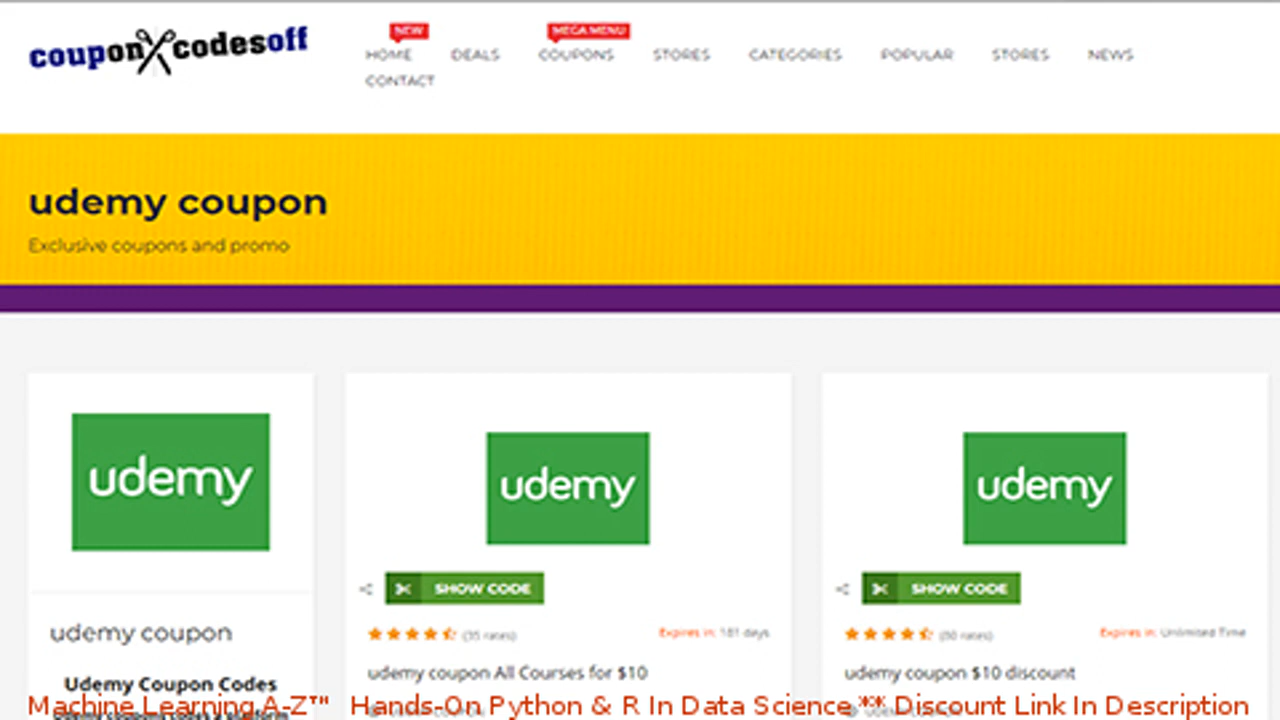 couponcodesoff
NEW
MEGA MENU
HOME DEALS COUPONS STORES CATEGORIES POPULAR STORES NEWS
CONTACT
udemy coupon
Exclusive coupons and promo
udemy
udemy
udemy
SHOW CODE
SHOW CODE
(35 rates)
Expires in: 181 days
(80 rates)
Expires in: Unlimited Time
udemy coupon
udemy coupon All Courses for $10
udemy coupon $10 discount
Udemy Coupon Codes
Machine Learning A-Z™ Hands-On Python & R In Data Science ** Discount Link In Description